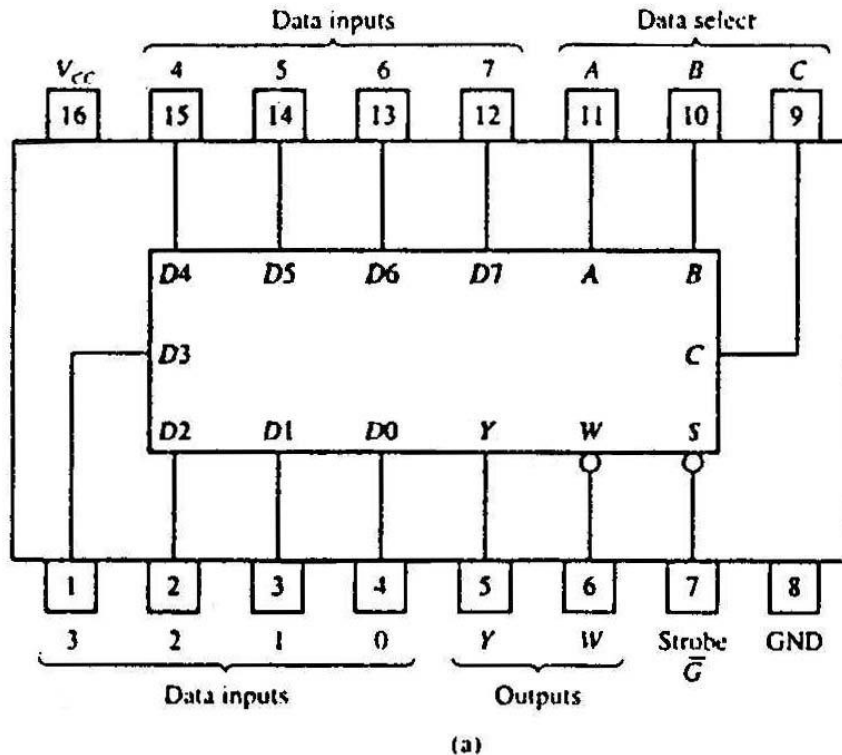 Data inputs Data select
Vcc 4 5 6 7 A B C
16 15 14 13 12 11 10 9
D4 D5 D6 D7 A B
D3 C
D2 D1 D0 Y W S
1 2 3 4 5 6 7 8
3 2 1 0 Y W Strobe GND
G̅
Data inputs Outputs
(a)